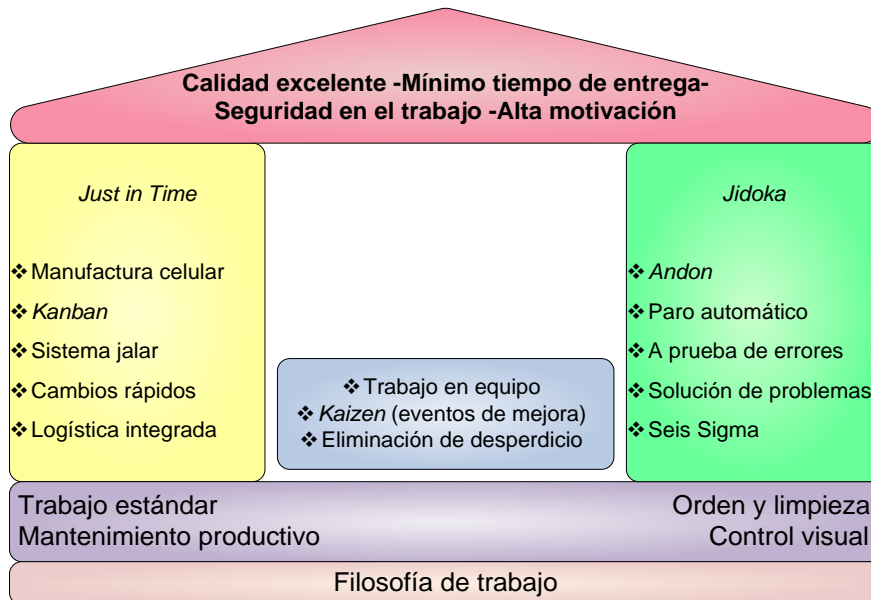 Calidad excelente -Mínimo tiempo de entrega-
Seguridad en el trabajo -Alta motivación
Just in Time
❖ Manufactura celular
❖ Kanban
❖ Sistema jalar
❖ Cambios rápidos
❖ Logística integrada
❖ Trabajo en equipo
❖ Kaizen (eventos de mejora)
❖ Eliminación de desperdicio
Jidoka
❖ Andon
❖ Paro automático
❖ A prueba de errores
❖ Solución de problemas
❖ Seis Sigma
Trabajo estándar
Mantenimiento productivo
Orden y limpieza
Control visual
Filosofía de trabajo